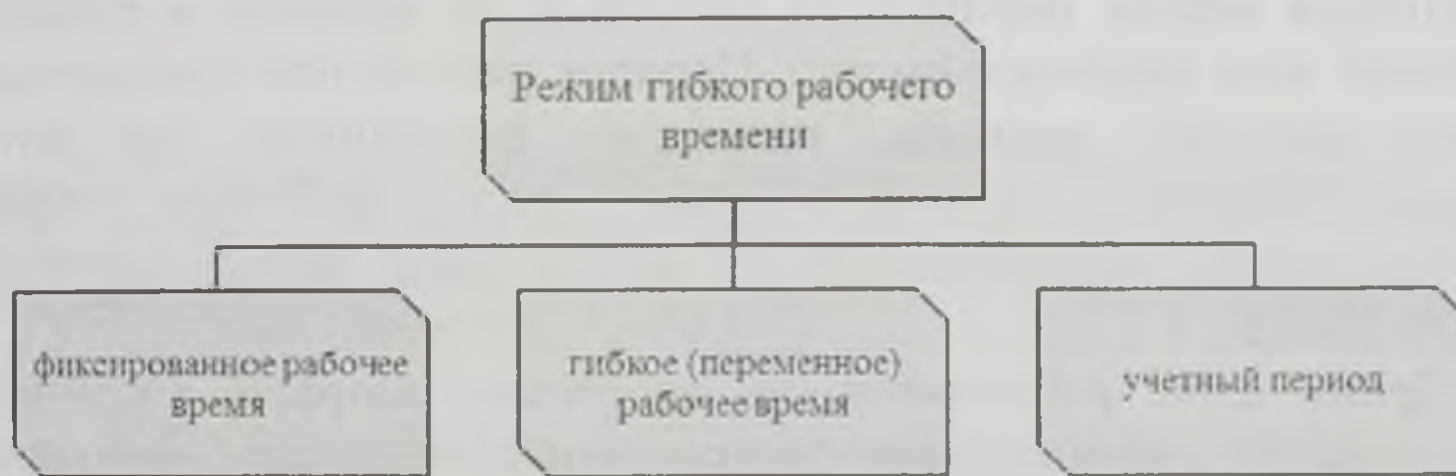 Режим гибкого рабочего
времени
фиксированное рабочее
время
гибкое (переменное)
рабочее время
учетный период